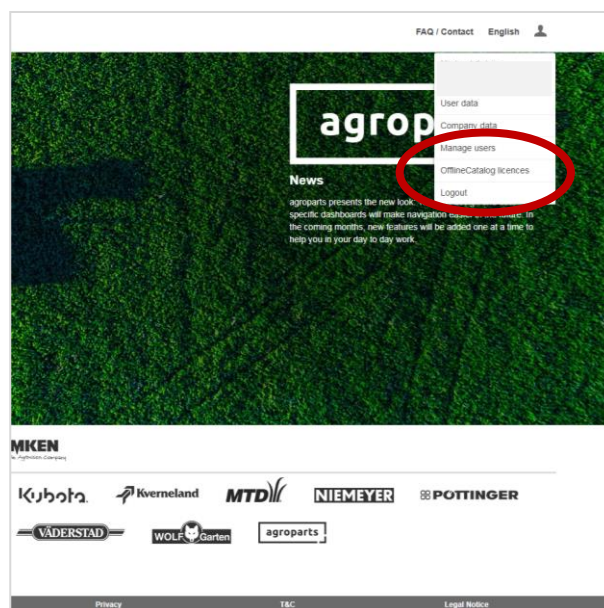 FAQ / Contact English
User data
Company data
Manage users
OfflineCatalog licences
Logout
agrop
News
agroparts presents the new look.
specific dashboards will make navigation easier in the future. In
the coming months, new features will be added one at a time to
help you in your day to day work.
MKEN
Kubota Kverneland MTD NIEMEYER PÖTTINGER
VÄDERSTAD WOLF Garten agroparts
Privacy T&C Legal Notice